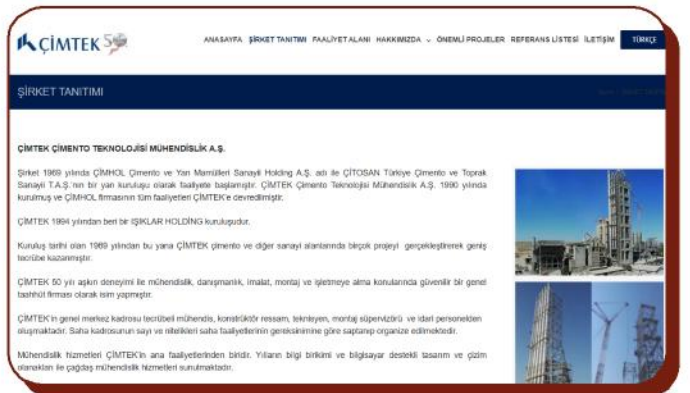 ÇİMTEK 50
ANASAYFA ŞİRKET TANITIMI FAALİYET ALANI HAKKIMIZDA ÖNEMLİ PROJELER REFERANS LİSTESİ İLETİŞİM TÜRKÇE
ŞİRKET TANITIMI
ÇİMTEK ÇİMENTO TEKNOLOJİSİ MÜHENDİSLİK A.Ş.
Şirket 1969 yılında ÇİMHOL Çimento ve Yan Mamülleri Sanayii Holding A.Ş. adı ile ÇİTOSAN Türkiye Çimento ve Toprak
Sanayii T.A.Ş.'nin bir yan kuruluşu olarak faaliyete başlamıştır. ÇİMTEK Çimento Teknolojisi Mühendislik A.Ş. 1990 yılında
kurulmuş ve ÇİMHOL firmasının tüm faaliyetleri ÇİMTEK'e devredilmiştir.
ÇİMTEK 1994 yılından beri bir IŞIKLAR HOLDİNG kuruluşudur.
Kuruluş tarihi olan 1969 yılından bu yana ÇİMTEK çimento ve diğer sanayi alanlarında birçok projeyi gerçekleştirerek geniş
tecrübe kazanmıştır.
ÇİMTEK 50 yılı aşkın deneyimi ile mühendislik, danışmanlık, imalat, montaj ve işletmeye alma konularında güvenilir bir genel
taahhüt firması olarak isim yapmıştır.
ÇİMTEK'in genel merkez kadrosu tecrübeli mühendis, konstrüktör ressam, teknisyen, montaj süpervizörü ve idari personelden
oluşmaktadır. Saha kadrosunun sayı ve nitelikleri saha faaliyetlerinin gereksinimine göre saptanıp organize edilmektedir.
Mühendislik hizmetleri ÇİMTEK'in ana faaliyetlerinden biridir. Yılların bilgi birikimi ve bilgisayar destekli tasarım ve çizim
olanakları ile çağdaş mühendislik hizmetleri sunulmaktadır.